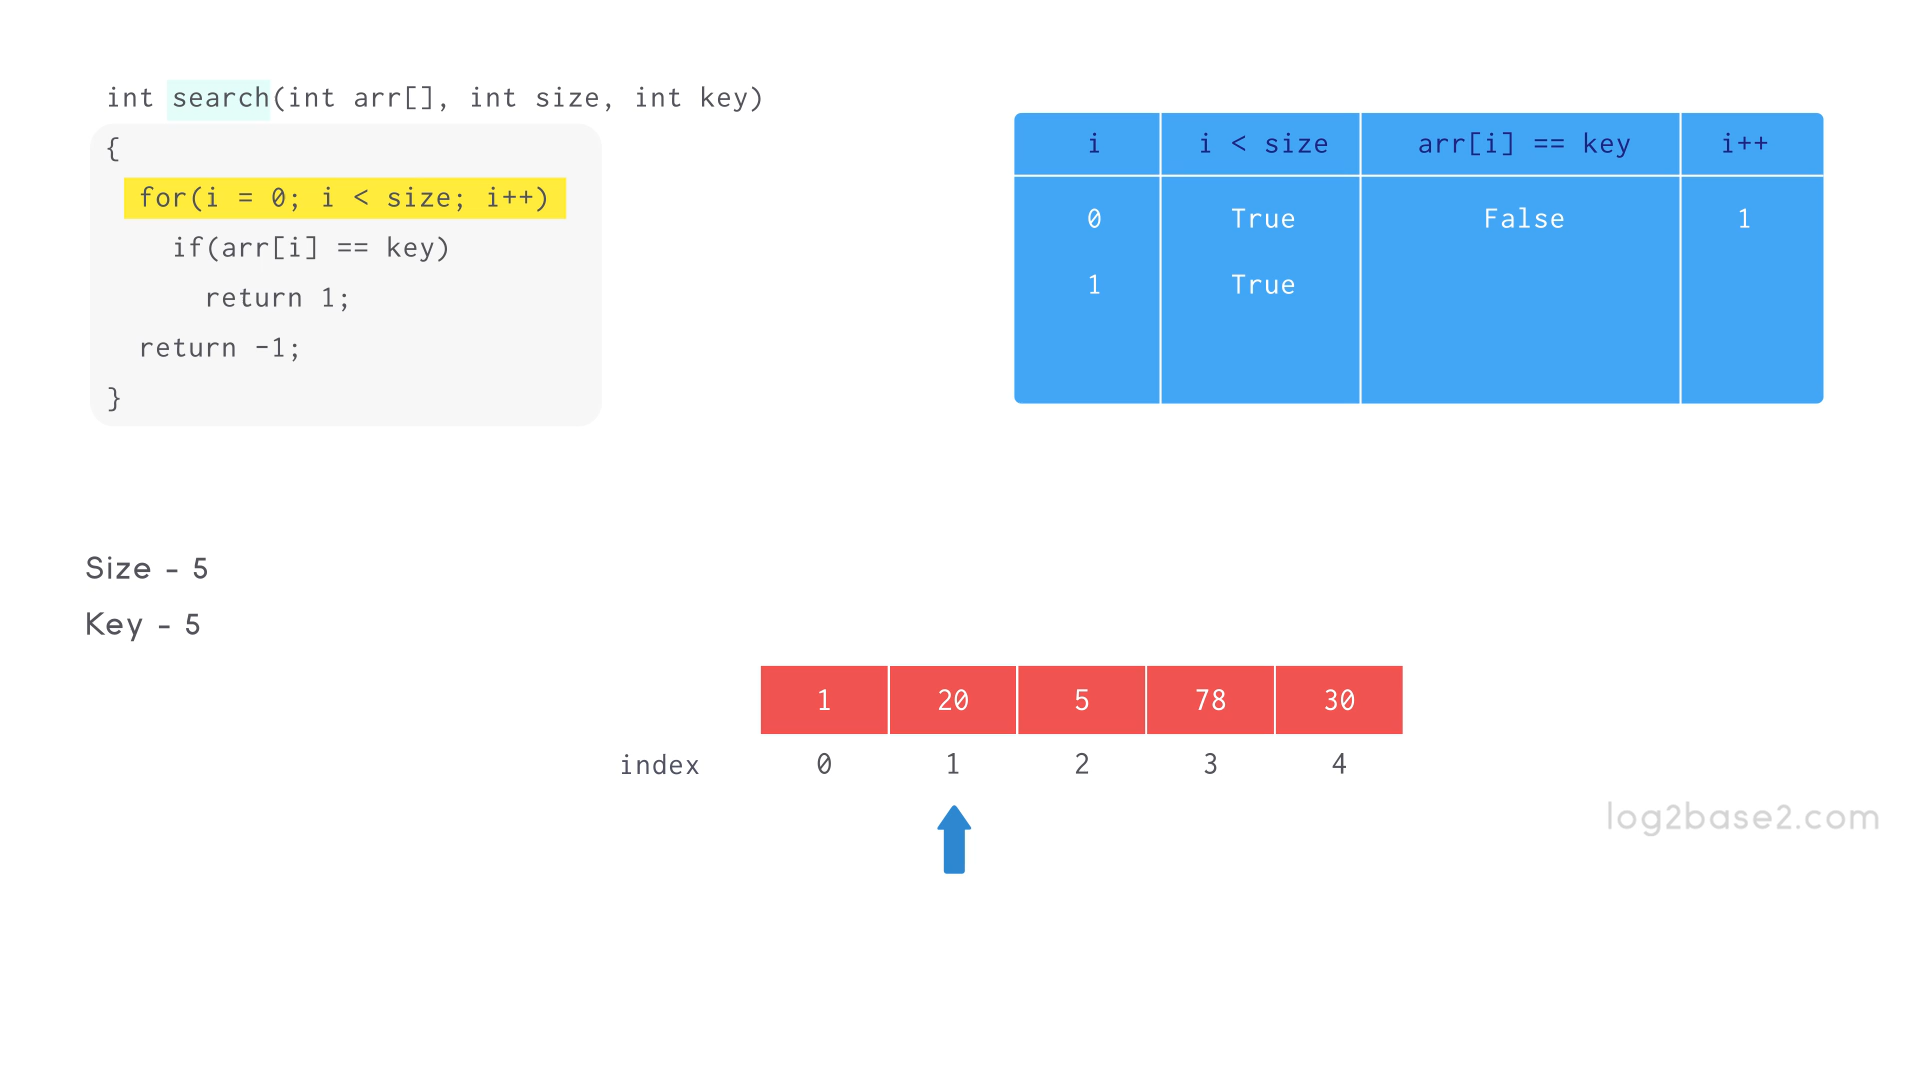 int search(int arr[], int size, int key)
{
for(i = 0; i < size; i++)
if(arr[i] == key)
return 1;
return -1;
}
i i < size arr[i] == key i++
0 True False 1
1 True
Size - 5
Key - 5
1 20 5 78 30
index 0 1 2 3 4
log2base2.com